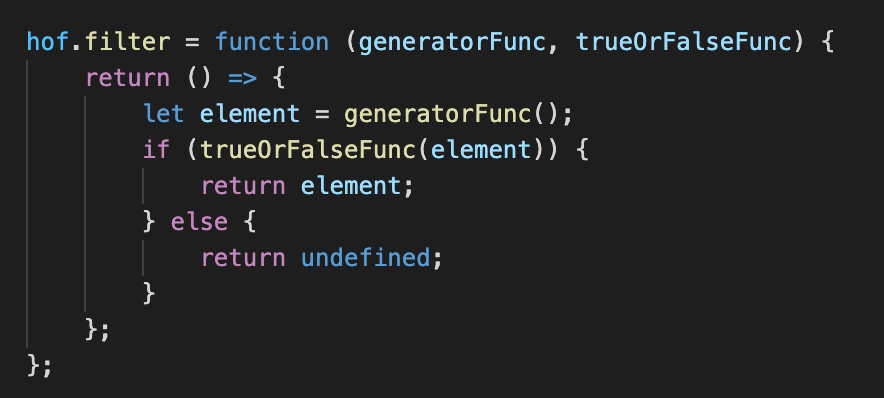 hof.filter = function (generatorFunc, trueOrFalseFunc) {
    return () => {
        let element = generatorFunc();
        if (trueOrFalseFunc(element)) {
            return element;
        } else {
            return undefined;
        }
    };
};